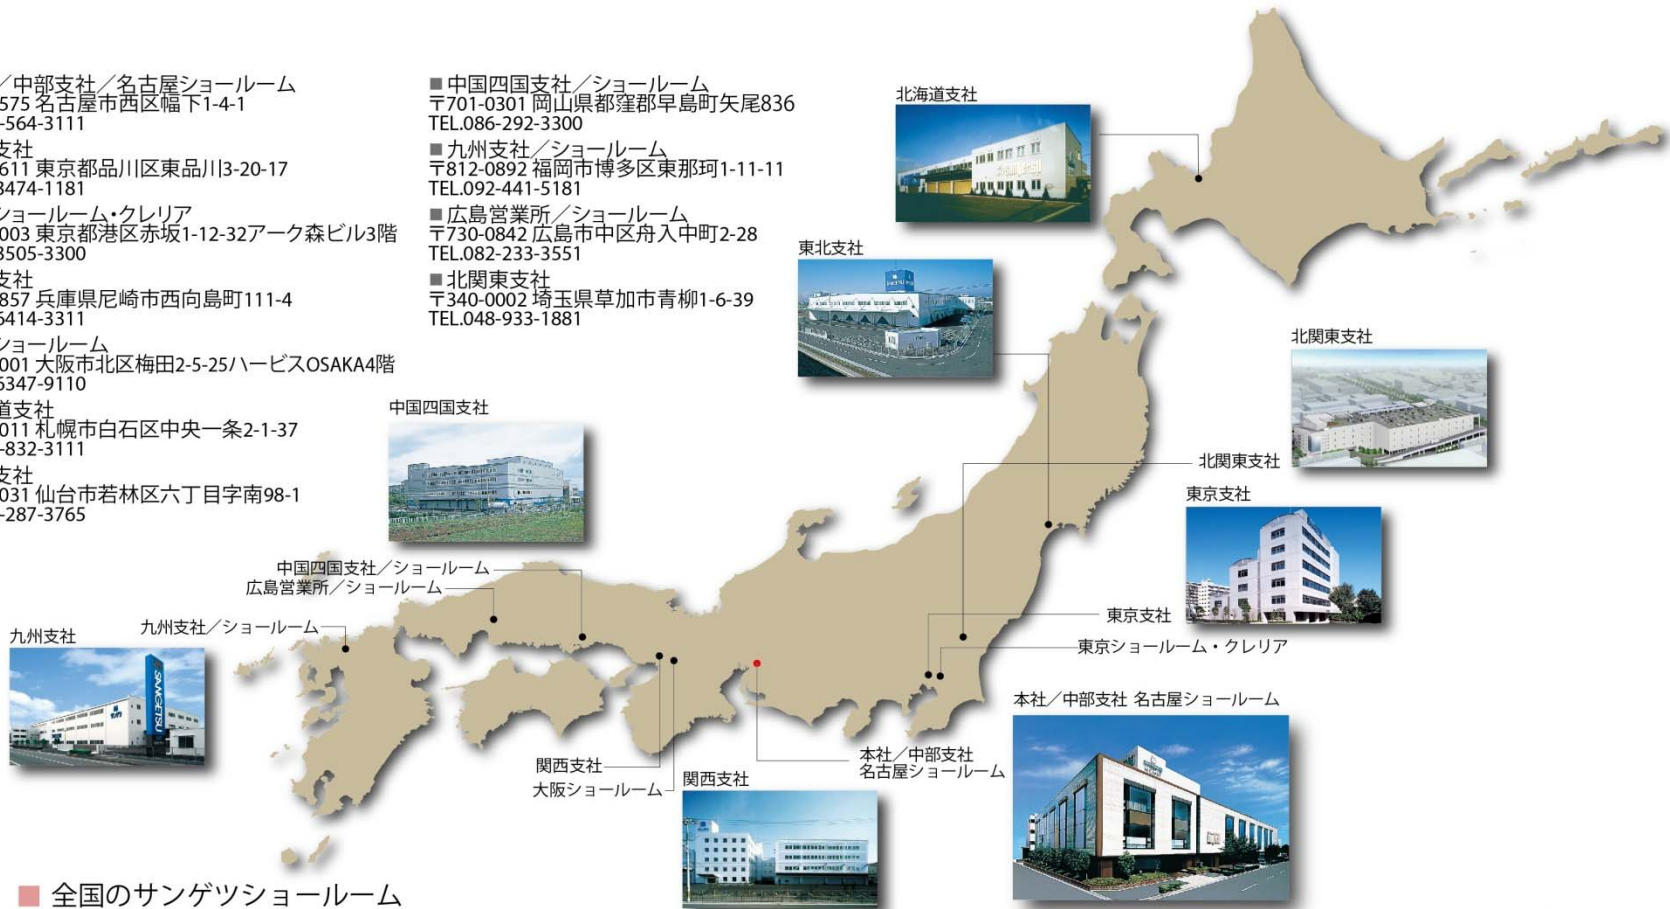 ／中部支社／名古屋ショールーム
575 名古屋市西区幅下1-4-1
-564-3111
支社
611 東京都品川区東品川3-20-17
3474-1181
ショールーム・クレリア
003 東京都港区赤坂1-12-32アーク森ビル3階
3505-3300
支社
857 兵庫県尼崎市西向島町111-4
6414-3311
ショールーム
001 大阪市北区梅田2-5-25ハービスOSAKA4階
6347-9110
道支社
011 札幌市白石区中央一条2-1-37
-832-3111
支社
031 仙台市若林区六丁目字南98-1
-287-3765
■ 中国四国支社／ショールーム
〒701-0301 岡山県都窪郡早島町矢尾836
TEL.086-292-3300
■ 九州支社／ショールーム
〒812-0892 福岡市博多区東那珂1-11-11
TEL.092-441-5181
■ 広島営業所／ショールーム
〒730-0842 広島市中区舟入中町2-28
TEL.082-233-3551
■ 北関東支社
〒340-0002 埼玉県草加市青柳1-6-39
TEL.048-933-1881
北海道支社
東北支社
北関東支社
中国四国支社
北関東支社
東京支社
中国四国支社／ショールーム
広島営業所／ショールーム
九州支社
九州支社／ショールーム
SANGETSU
東京支社
東京ショールーム・クレリア
本社／中部支社 名古屋ショールーム
本社／中部支社
名古屋ショールーム
関西支社
大阪ショールーム
関西支社
■ 全国のサンゲツショールーム